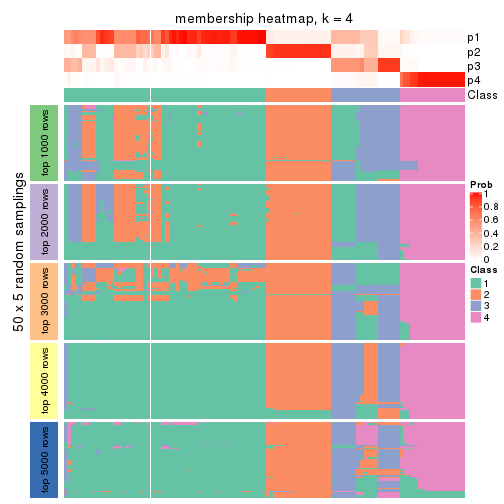 membership heatmap, k = 4
p1
p2
p3
p4
Class
50 x 5 random samplings
top 1000 rows
top 2000 rows
top 3000 rows
top 4000 rows
top 5000 rows
Prob
1
0.8
0.6
0.4
0.2
0
Class
1
2
3
4